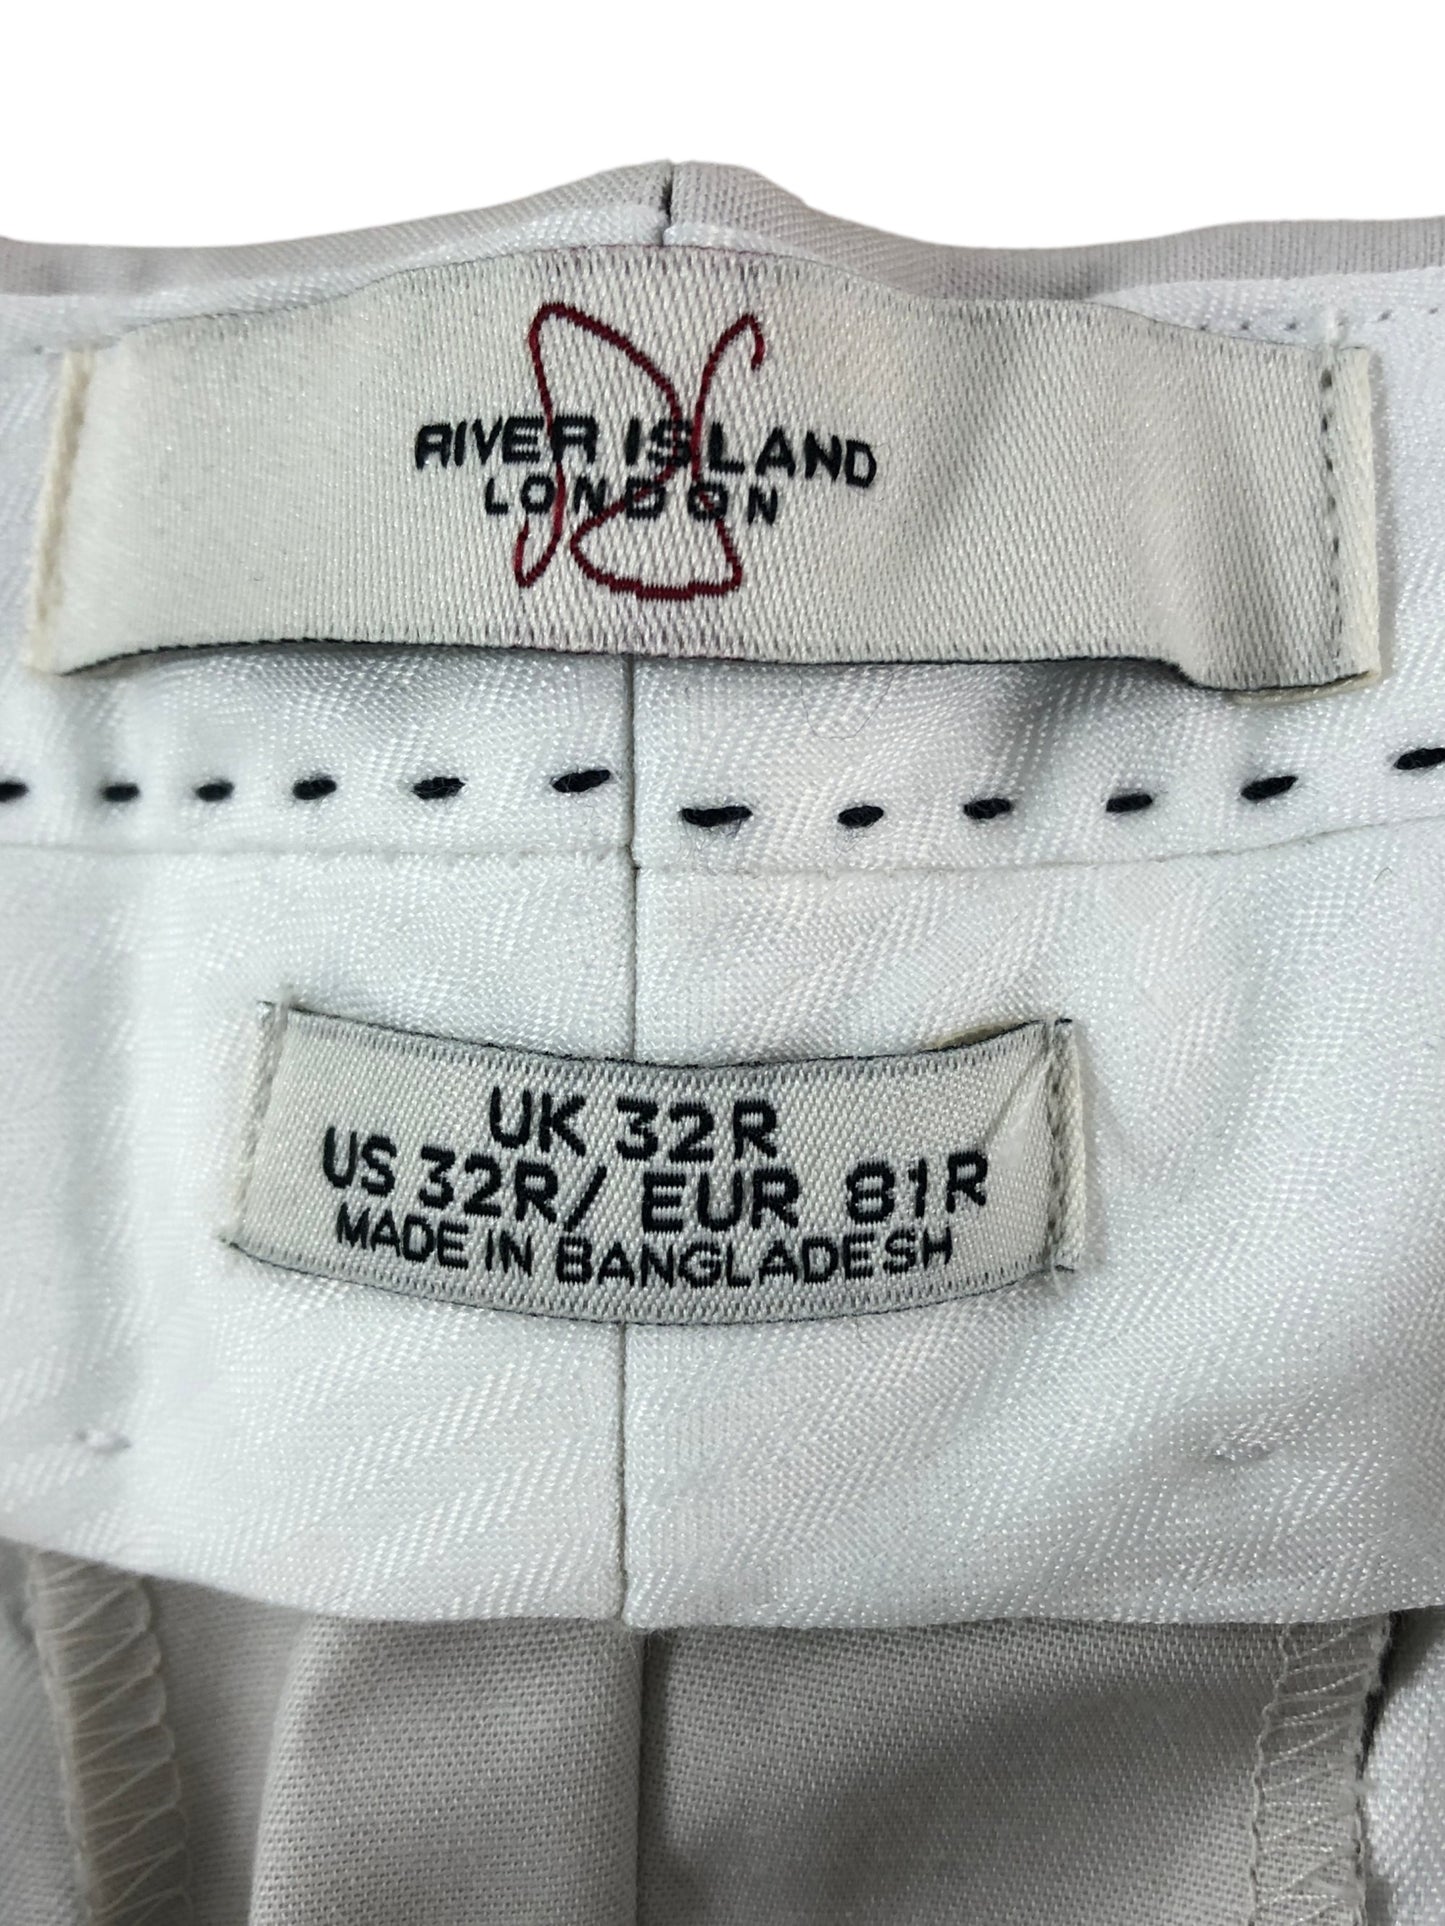 RIVER ISLAND
LONDON
UK 32R
US 32R/ EUR 81R
MADE IN BANGLADESH